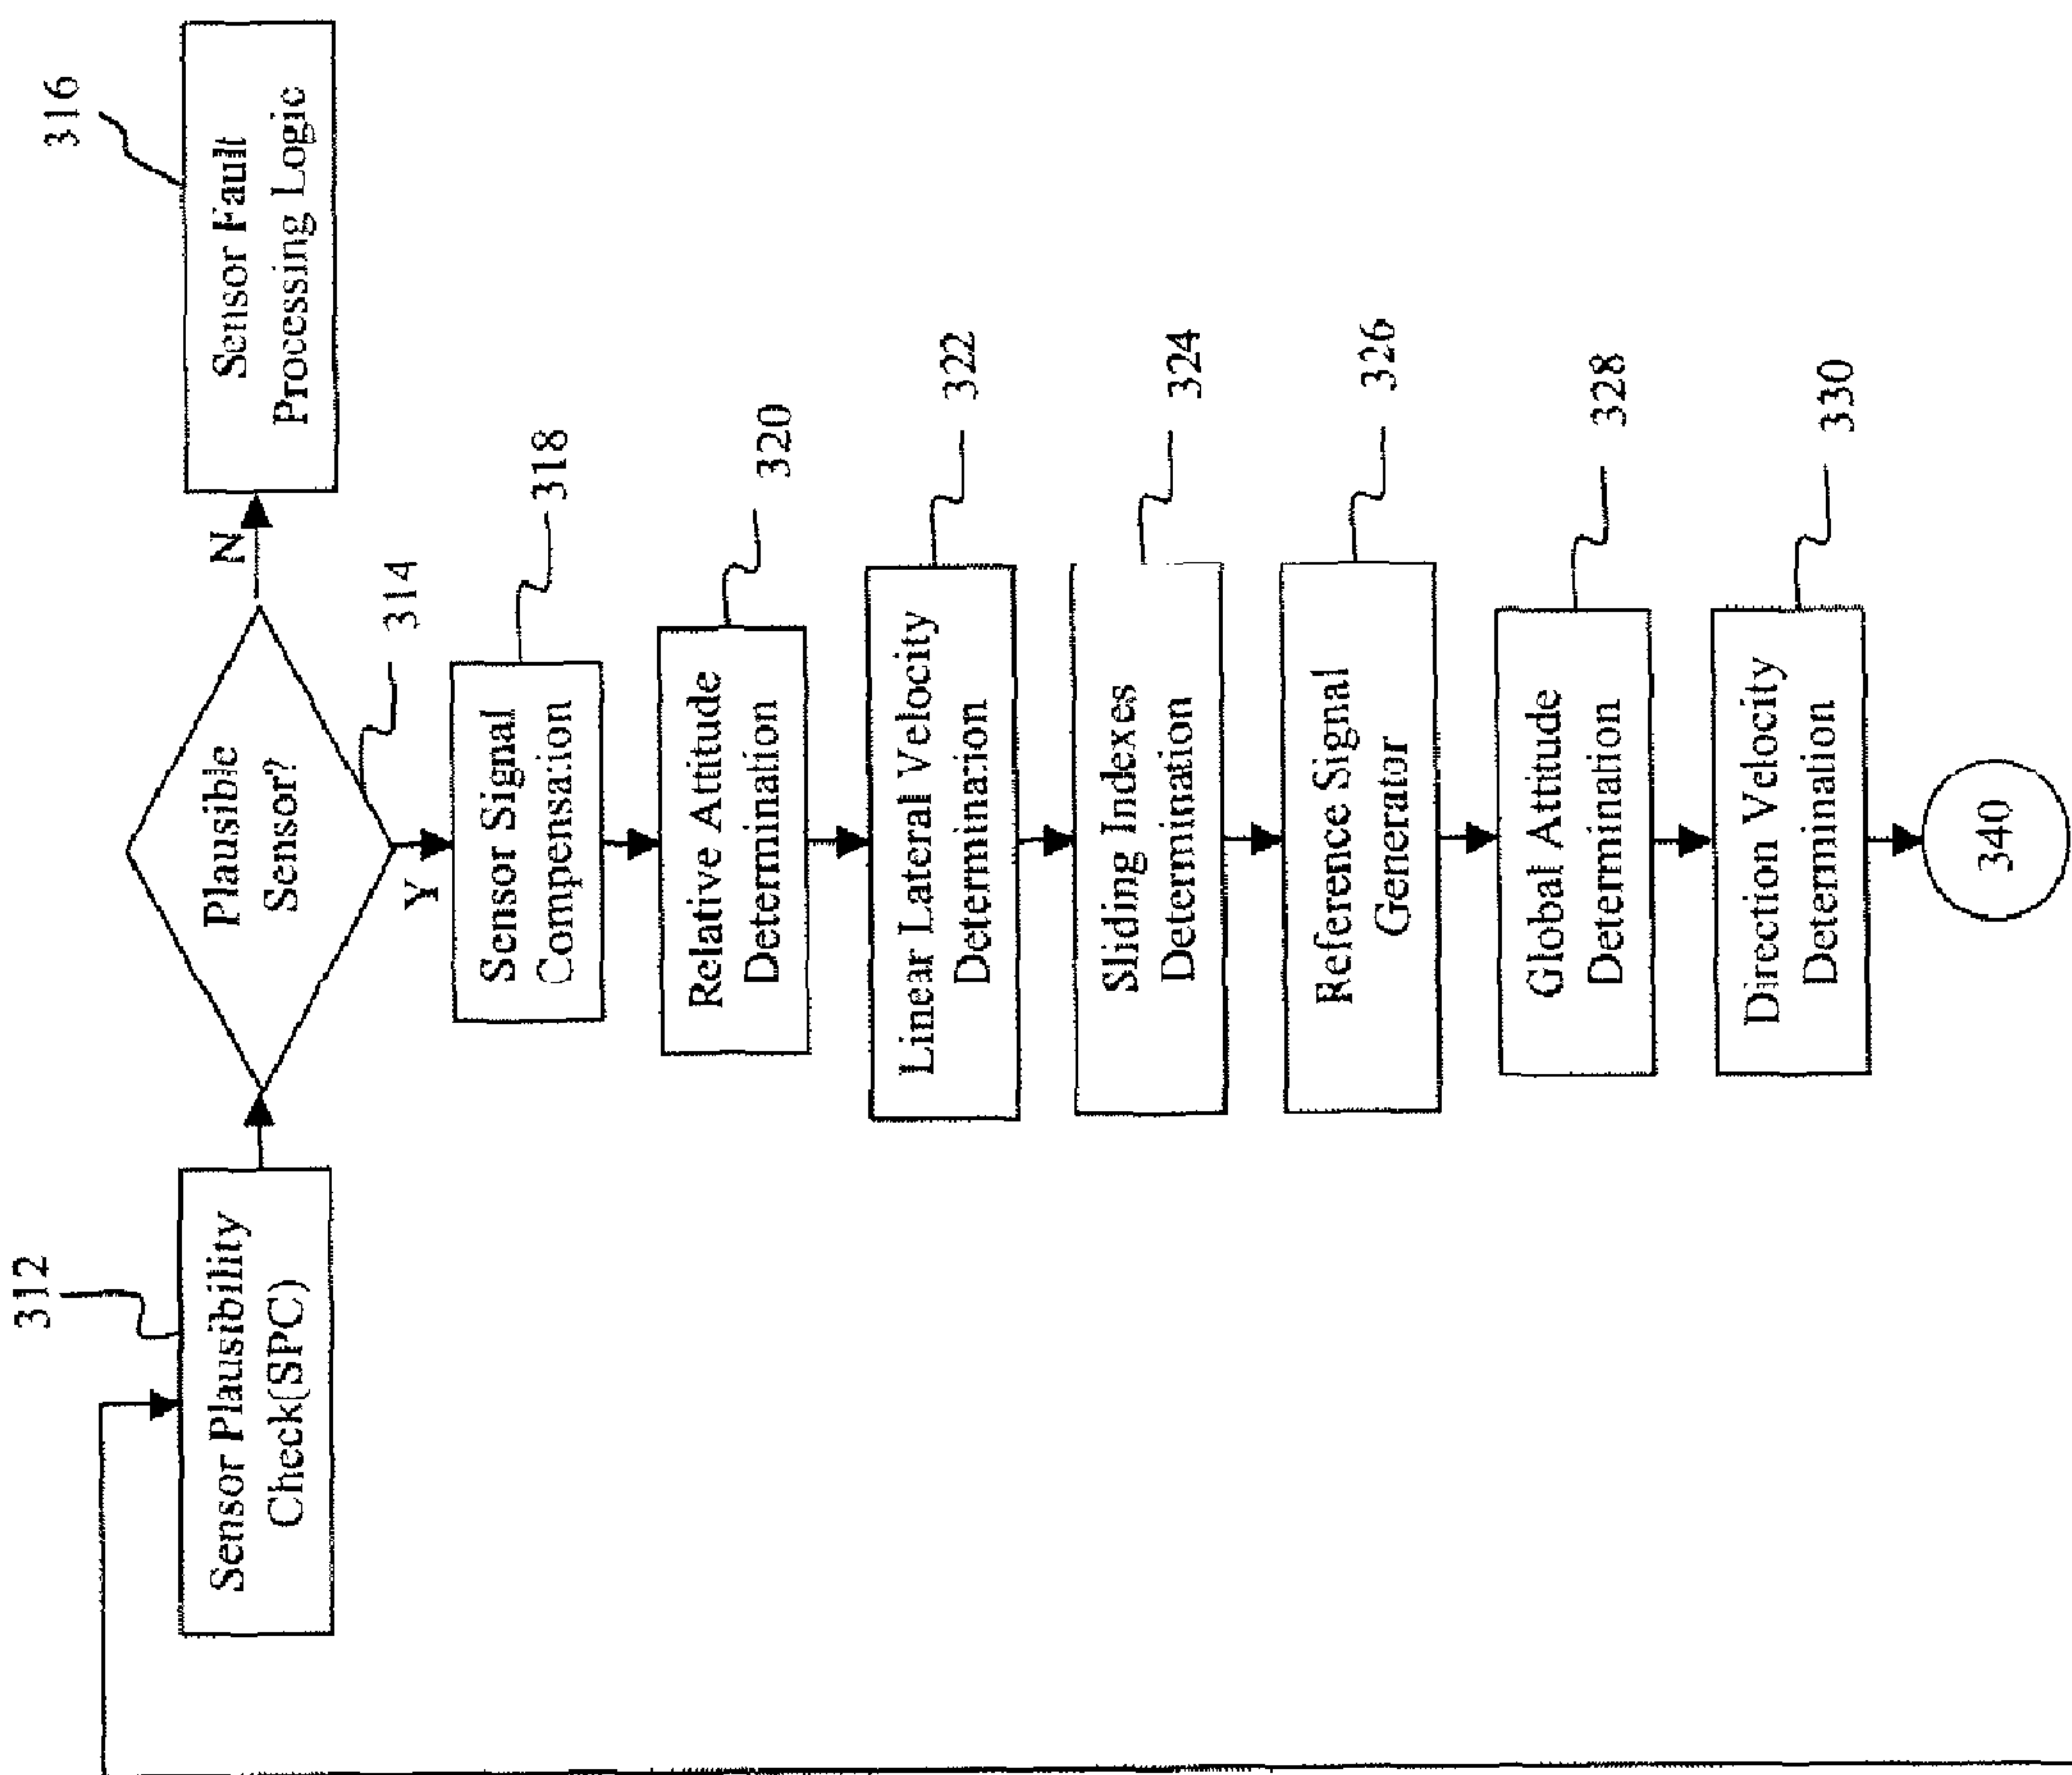 312
Sensor Plausibility
Check(SPC)
Plausible
Sensor?
314
N
316
Sensor Fault
Processing Logic
Y
Sensor Signal
Compensation
318
Relative Attitude
Determination
320
Linear Lateral Velocity
Determination
322
Sliding Indexes
Determination
324
Reference Signal
Generator
326
Global Attitude
Determination
328
Direction Velocity
Determination
330
340